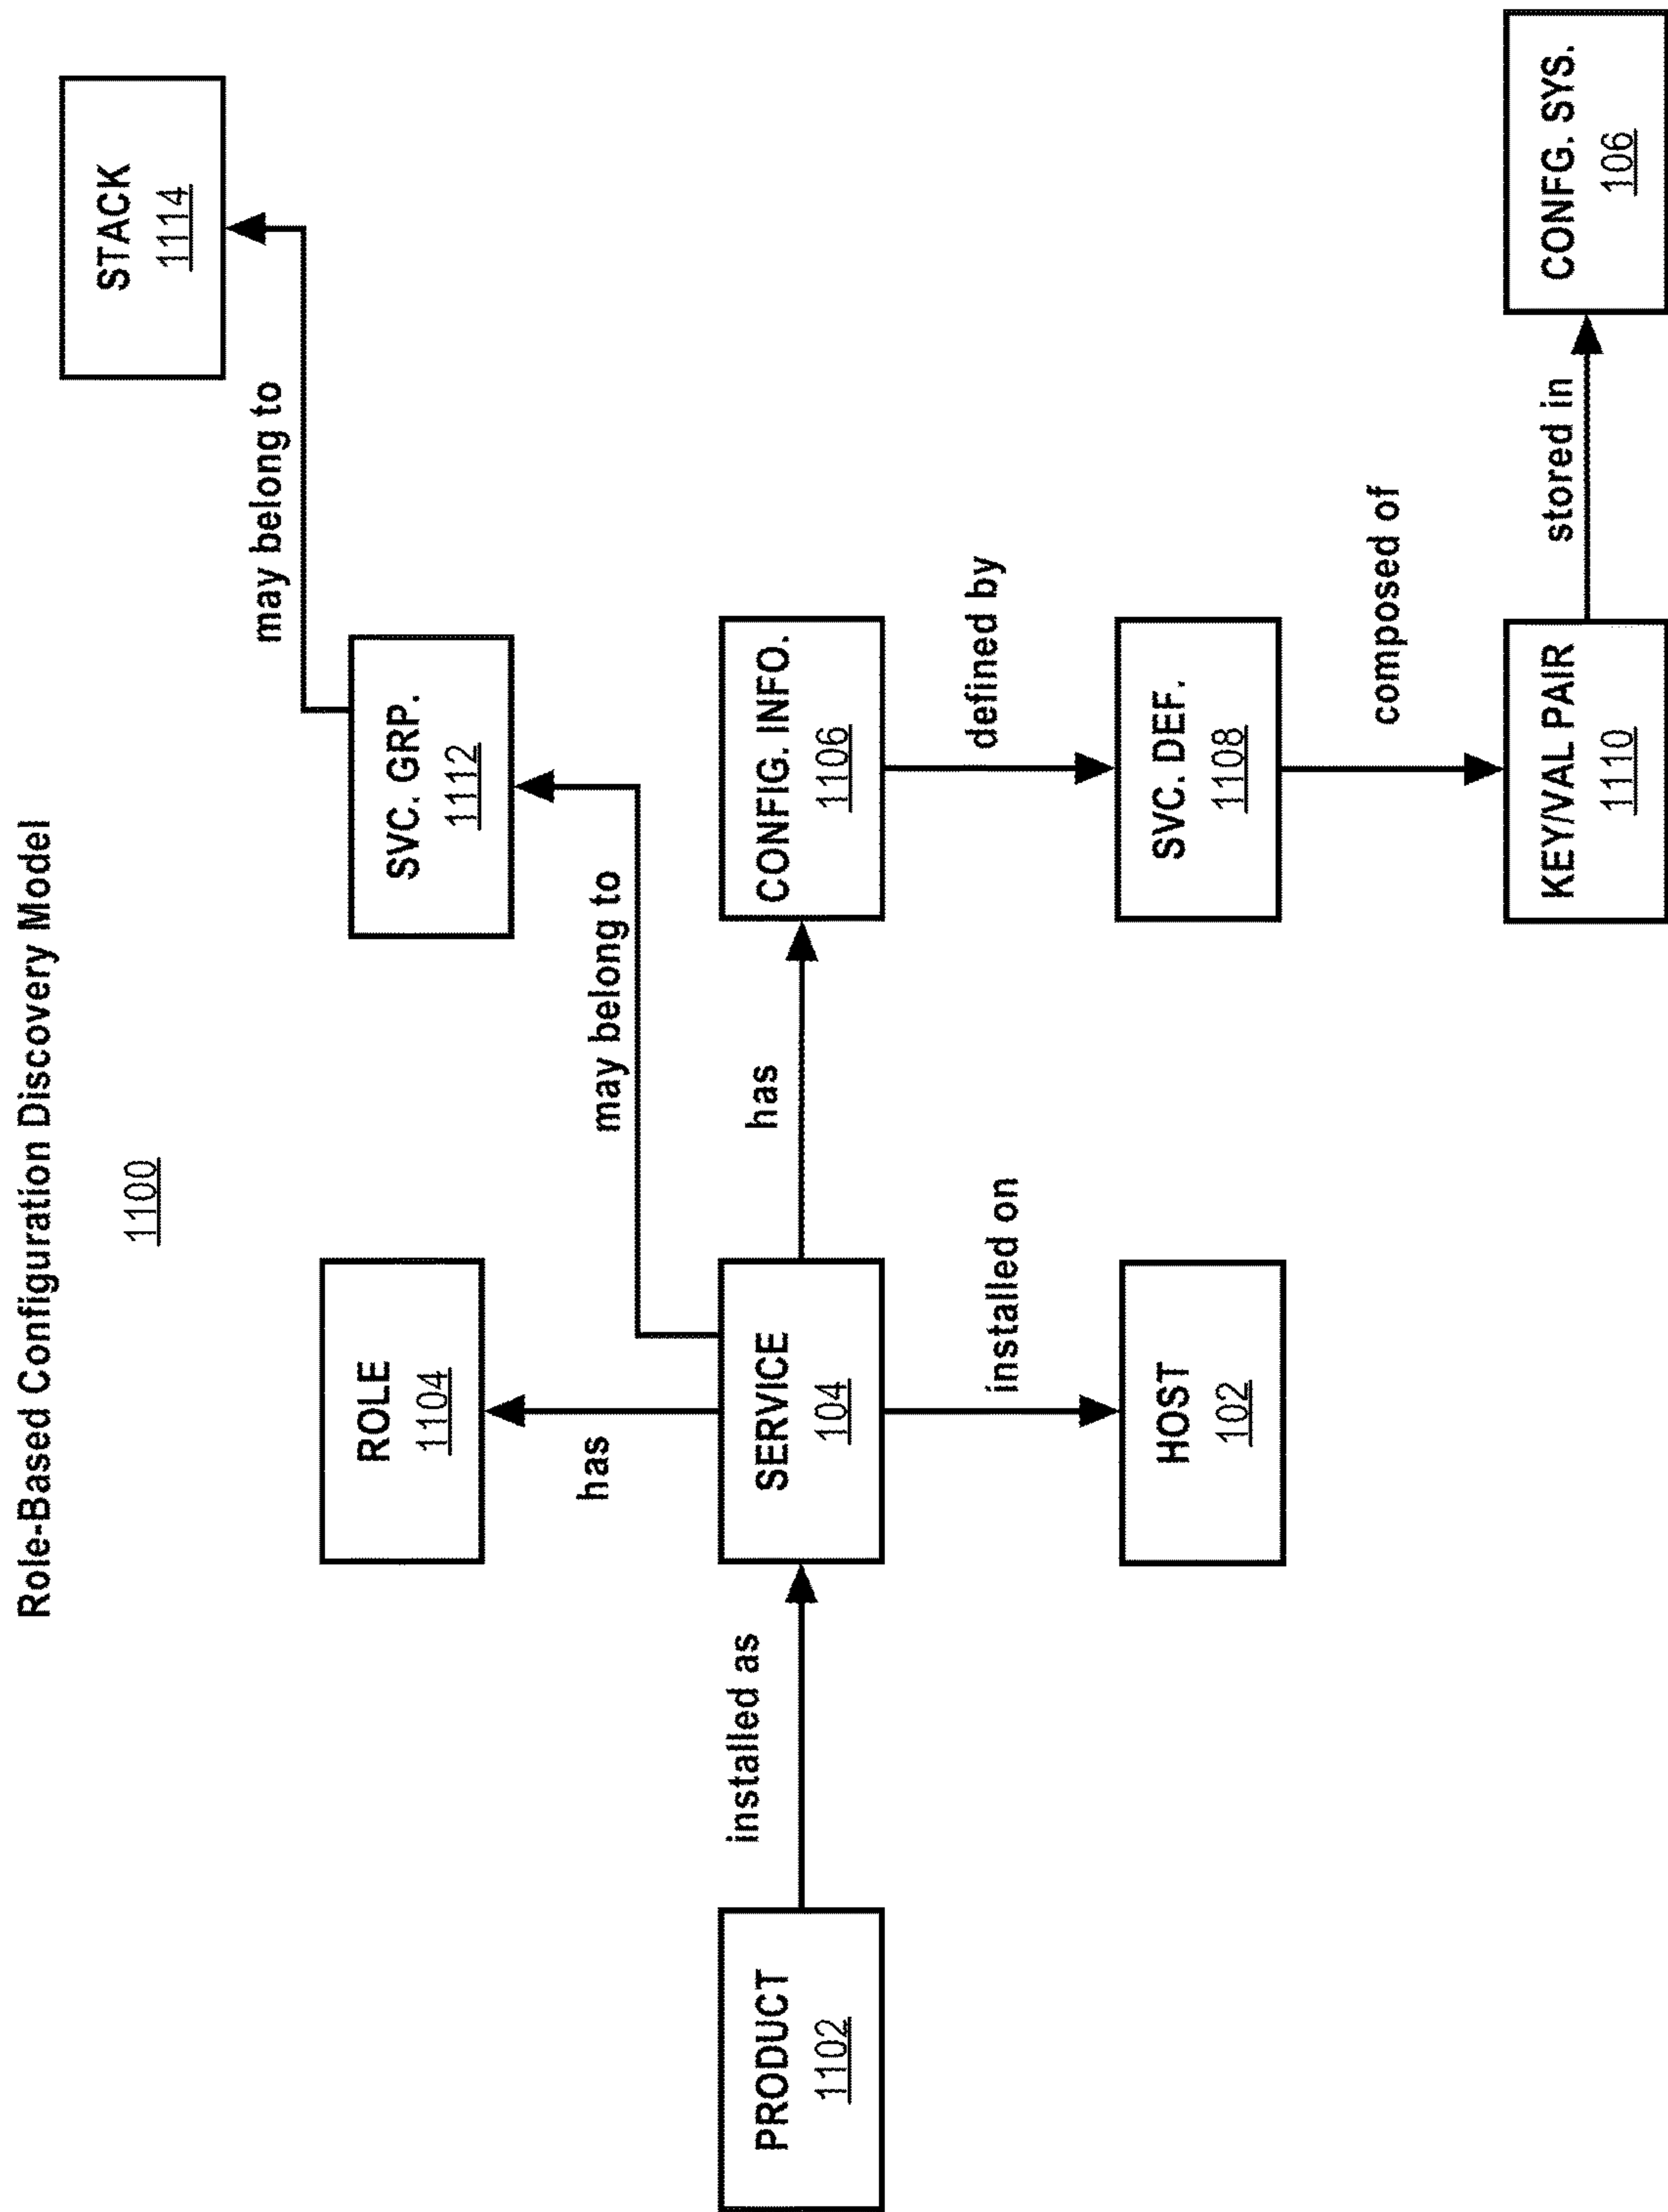 Role-Based Configuration Discovery Model
1100
STACK
1114
may belong to
SVC. GRP.
1112
may belong to
ROLE
1104
has
PRODUCT
1102
installed as
SERVICE
104
has
CONFIG. INFO.
1106
installed on
defined by
HOST
102
SVC. DEF.
1108
composed of
KEY/VAL PAIR
1110
stored in
CONFG. SYS.
106